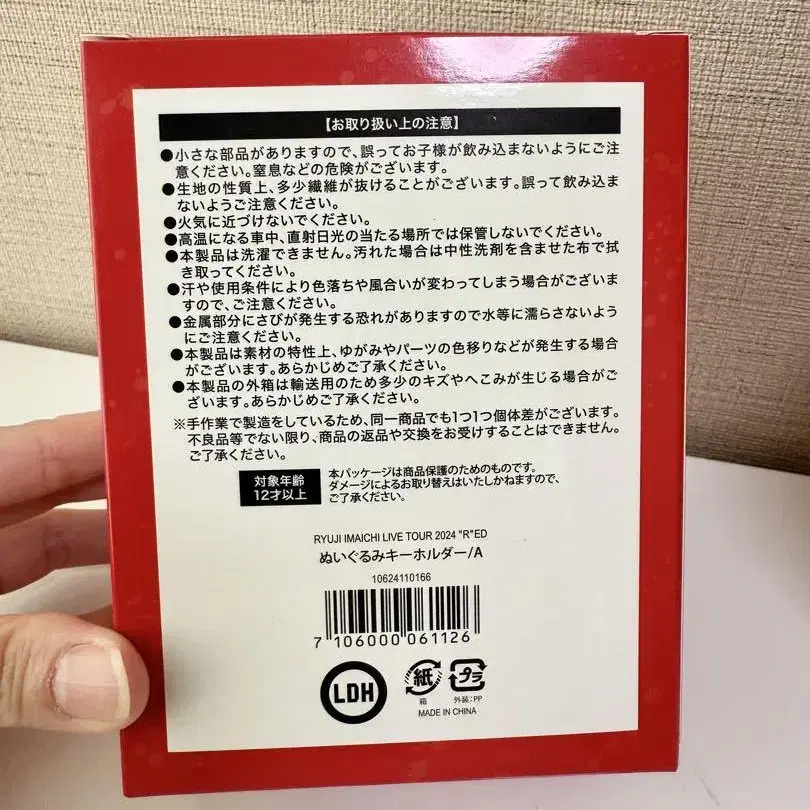 【お取り扱い上の注意】
●小さな部品がありますので、誤ってお子様が飲み込まないようにご注
意ください。窒息などの危険がございます。
●生地の性質上、多少繊維が抜けることがございます。誤って飲み込ま
ないようご注意ください。
●火気に近づけないでください。
●高温になる車中、直射日光の当たる場所では保管しないでください。
●本製品は洗濯できません。汚れた場合は中性洗剤を含ませた布で拭
き取ってください。
●汗や使用条件により色落ちや風合いが変わってしまう場合がございま
すので、ご注意ください。
●金属部分にさびが発生する恐れがありますので水等に濡らさないよう
にご注意ください。
●本製品は素材の特性上、ゆがみやパーツの色移りなどが発生する場合
がございます。あらかじめご了承ください。
●本製品の外箱は輸送用のため多少のキズやへこみが生じる場合がご
ざいます。あらかじめご了承ください。
※手作業で製造をしているため、同一商品でも1つ1つ個体差がございます。
不良品等でない限り、商品の返品や交換をお受けすることはできません。
ご了承ください。
対象年齢
12才以上
本パッケージは商品保護のためのものです。
ダメージによるお取り替えはいたしかねますので、
ご了承ください。
RYUJI IMAICHI LIVE TOUR 2024 "R"ED
ぬいぐるみキーホルダー/A
10624110166
7 106000 061126
LDH
紙
箱
プラ
外装:PP
MADE IN CHINA